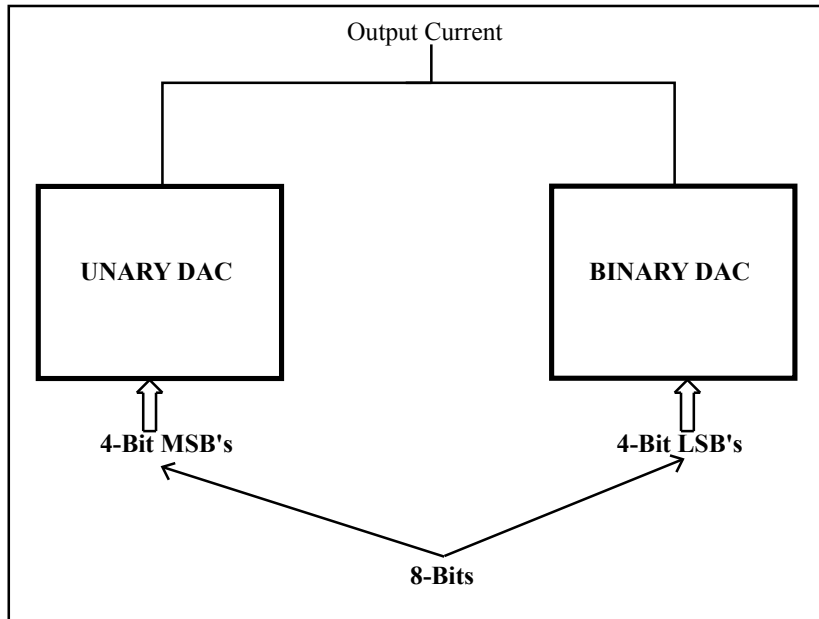 Output Current
UNARY DAC
BINARY DAC
4-Bit MSB's
4-Bit LSB's
8-Bits